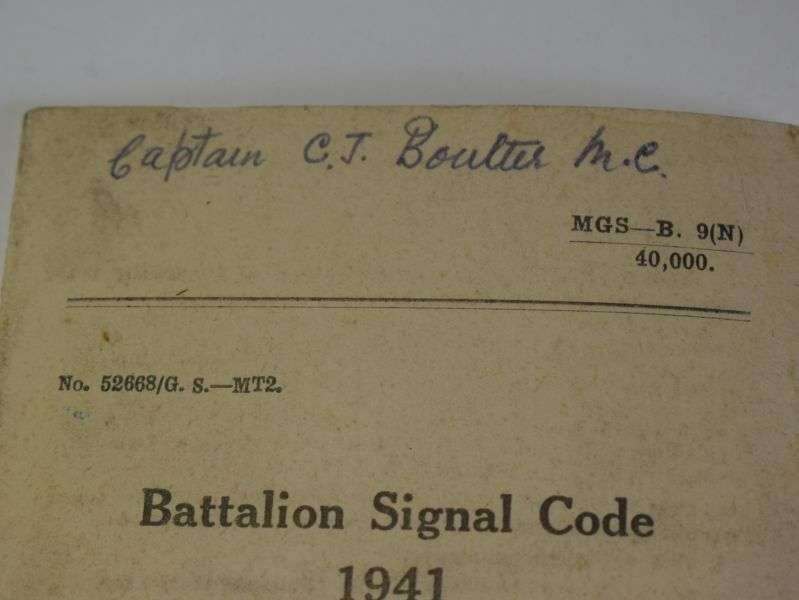 Captain C.J. Boulter M.C.
MGS—B. 9(N)
40,000.
No. 52668/G. S.—MT2.
Battalion Signal Code
1941